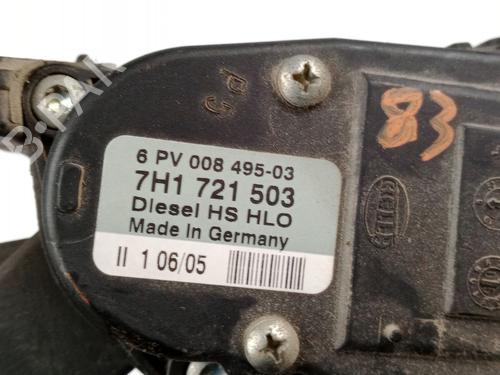 6 PV 008 495-03
7H1 721 503
Diesel HS HLO
Made in Germany
II 1 06/05
83
HELLA
B-PAR